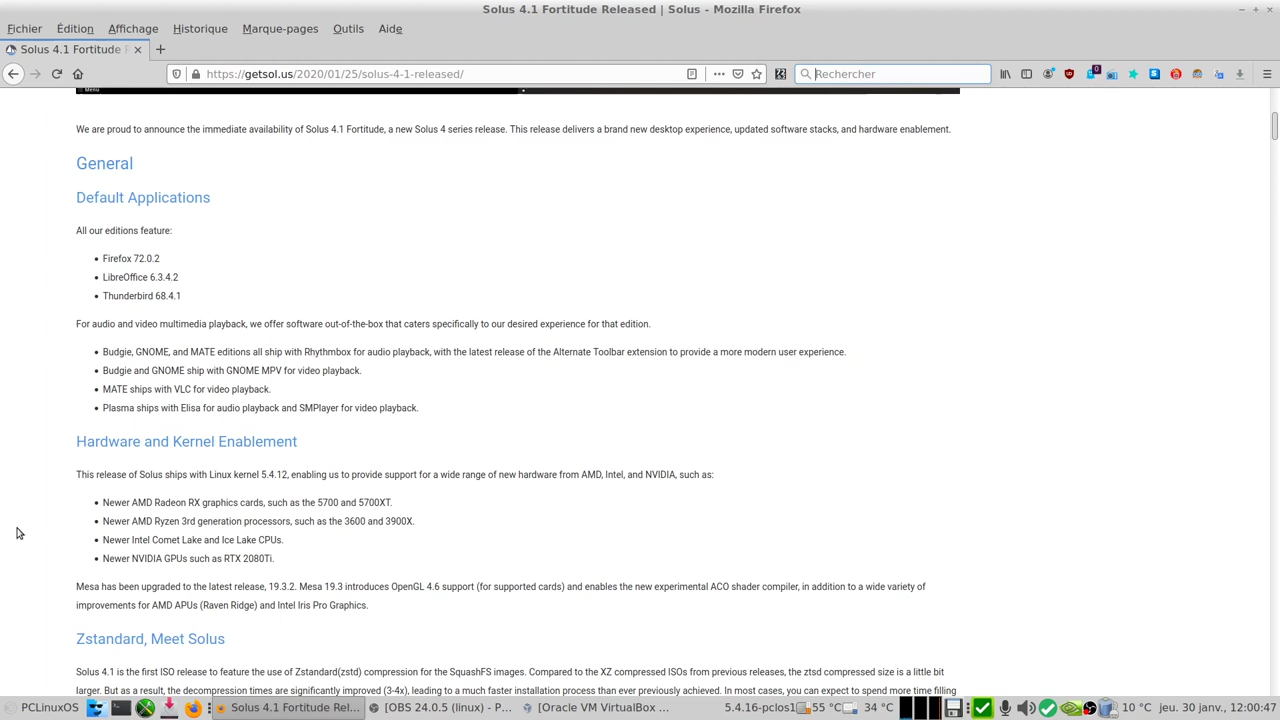 Solus 4.1 Fortitude Released | Solus - Mozilla Firefox
Fichier Édition Affichage Historique Marque-pages Outils Aide
Solus 4.1 Fortitude R
https://getsol.us/2020/01/25/solus-4-1-released/ Rechercher
0
Menu
We are proud to announce the immediate availability of Solus 4.1 Fortitude, a new Solus 4 series release. This release delivers a brand new desktop experience, updated software stacks, and hardware enablement.
General
Default Applications
All our editions feature:
• Firefox 72.0.2
• LibreOffice 6.3.4.2
• Thunderbird 68.4.1
For audio and video multimedia playback, we offer software out-of-the-box that caters specifically to our desired experience for that edition.
• Budgie, GNOME, and MATE editions all ship with Rhythmbox for audio playback, with the latest release of the Alternate Toolbar extension to provide a more modern user experience.
• Budgie and GNOME ship with GNOME MPV for video playback.
• MATE ships with VLC for video playback.
• Plasma ships with Elisa for audio playback and SMPlayer for video playback.
Hardware and Kernel Enablement
This release of Solus ships with Linux kernel 5.4.12, enabling us to provide support for a wide range of new hardware from AMD, Intel, and NVIDIA, such as:
• Newer AMD Radeon RX graphics cards, such as the 5700 and 5700XT.
• Newer AMD Ryzen 3rd generation processors, such as the 3600 and 3900X.
• Newer Intel Comet Lake and Ice Lake CPUs.
• Newer NVIDIA GPUs such as RTX 2080Ti.
Mesa has been upgraded to the latest release, 19.3.2. Mesa 19.3 introduces OpenGL 4.6 support (for supported cards) and enables the new experimental ACO shader compiler, in addition to a wide variety of
improvements for AMD APUs (Raven Ridge) and Intel Iris Pro Graphics.
Zstandard, Meet Solus
Solus 4.1 is the first ISO release to feature the use of Zstandard(zstd) compression for the SquashFS images. Compared to the XZ compressed ISOs from previous releases, the ztsd compressed size is a little bit
larger. But as a result, the decompression times are significantly improved (3-4x), leading to a much faster installation process than ever previously achieved. In most cases, you can expect to spend more time filling
PCLinuxOS Solus 4.1 Fortitude Rel... [OBS 24.0.5 (linux) - P... [Oracle VM VirtualBox ... 5.4.16-pclos1 55 °C 34 °C 10 °C jeu. 30 janv., 12:00:47